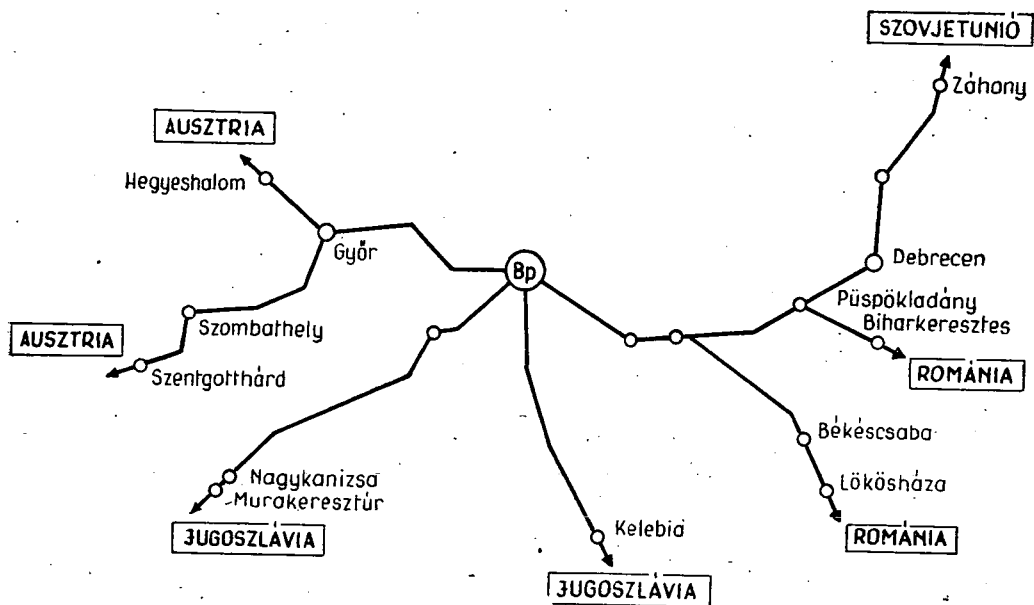 SZOVJETUNIÓ
Záhony
AUSZTRIA
Hegyeshalom
Győr
Bp
Debrecen
Püspökladány
Biharkeresztes
Szombathely
AUSZTRIA
Szentgotthárd
ROMÁNIA
Békéscsaba
Nagykanizsa
Murakeresztúr
Lökösháza
JUGOSZLÁVIA
Kelebia
ROMÁNIA
JUGOSZLÁVIA